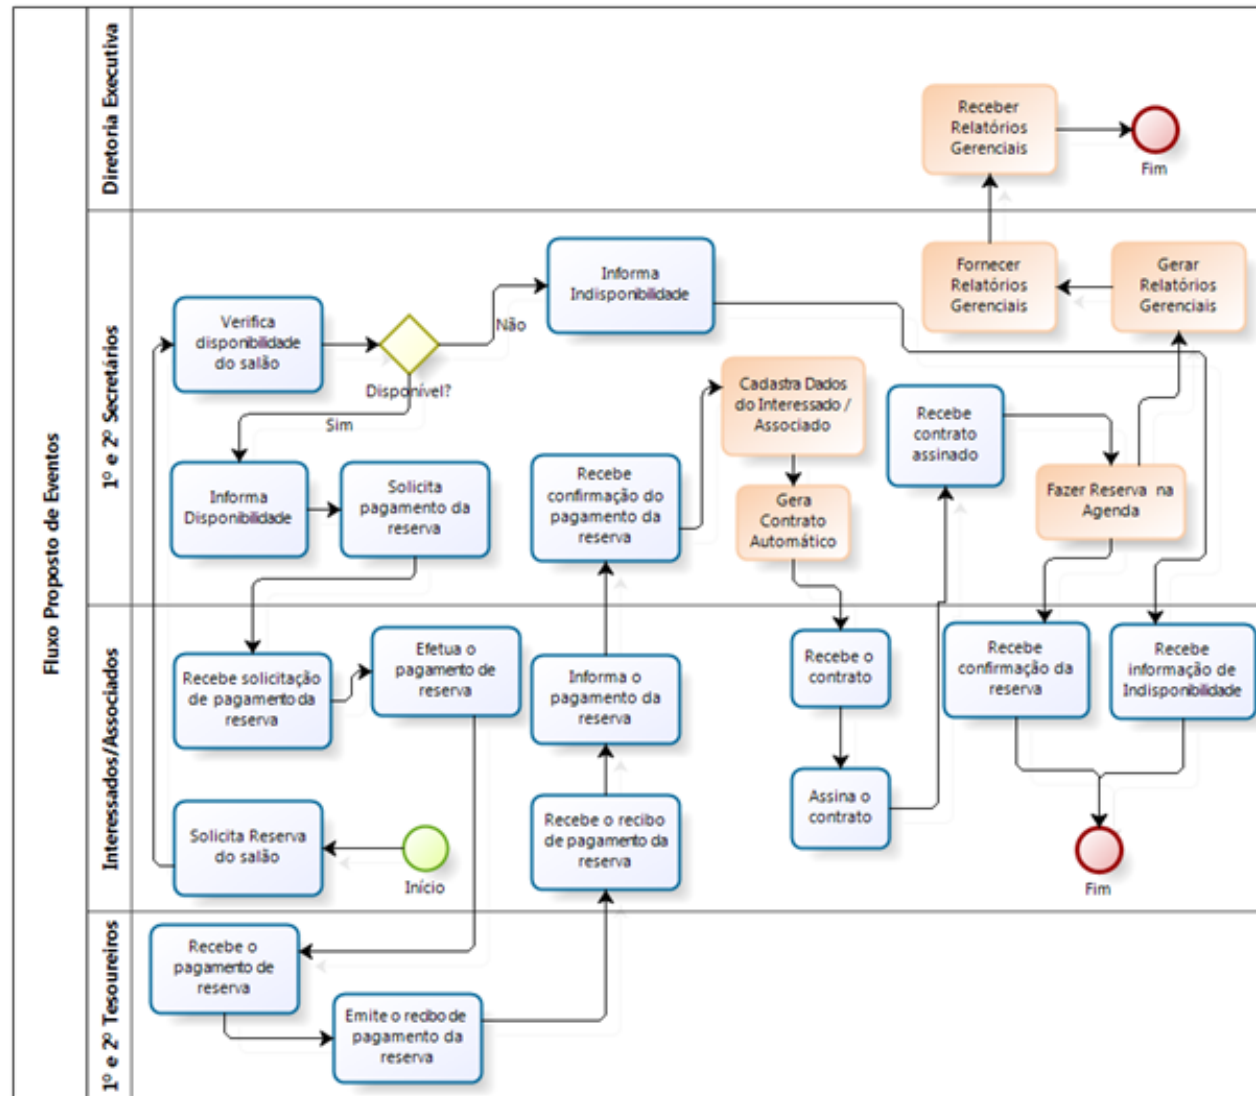 Fluxo Proposto de Eventos
Diretoria Executiva
Receber
Relatórios
Gerenciais
Fim
1º e 2º Secretários
Verifica
disponibilidade
do salão
Disponível?
Não
Sim
Informa
Indisponibilidade
Fornecer
Relatórios
Gerenciais
Gerar
Relatórios
Gerenciais
Informa
Disponibilidade
Solicita
pagamento da
reserva
Recebe
confirmação do
pagamento da
reserva
Cadastra Dados
do Interessado /
Associado
Gera
Contrato
Automático
Recebe
contrato
assinado
Fazer Reserva na
Agenda
Interessados/Associados
Recebe solicitação
de pagamento da
reserva
Efetua o
pagamento de
reserva
Informa o
pagamento da
reserva
Recebe o
contrato
Recebe
confirmação da
reserva
Recebe
informação de
Indisponibilidade
Solicita Reserva
do salão
Início
Recebe o recibo
de pagamento da
reserva
Assina o
contrato
Fim
1º e 2º Tesoureiros
Recebe o
pagamento de
reserva
Emite o recibo de
pagamento da
reserva